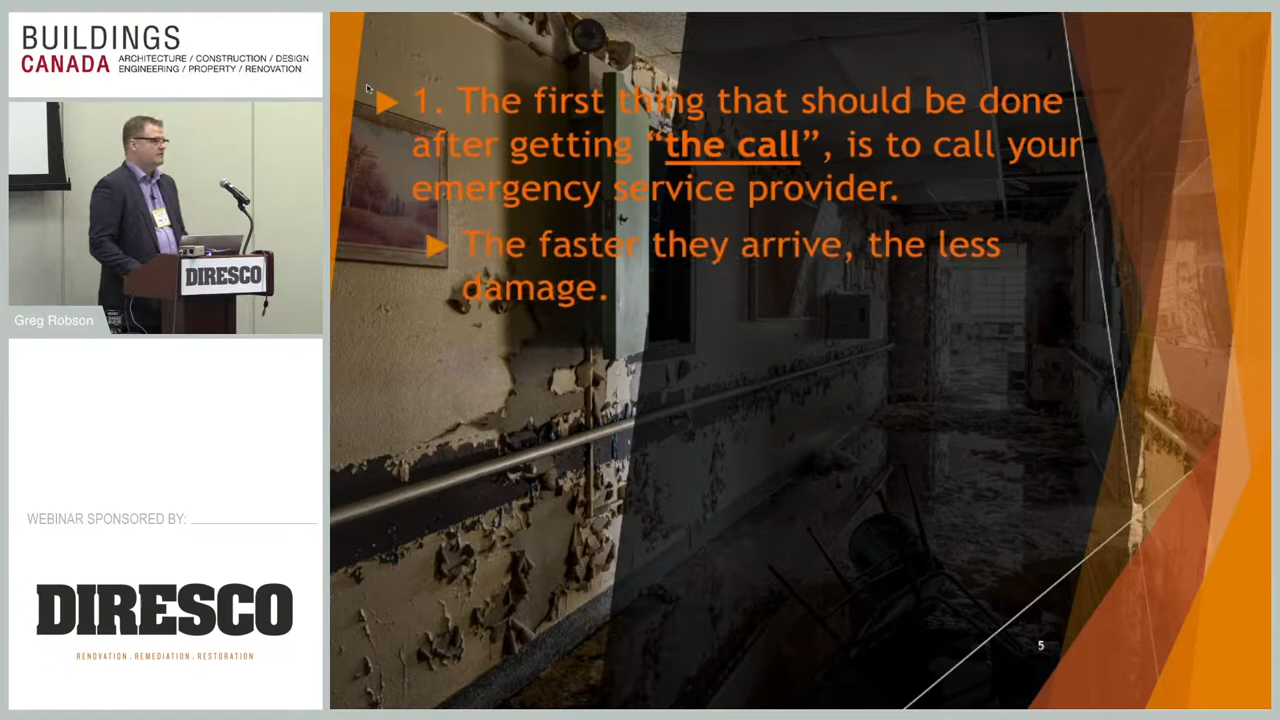 BUILDINGS
CANADA
ARCHITECTURE / CONSTRUCTION / DESIGN
ENGINEERING / PROPERTY / RENOVATION
DIRESCO
Greg Robson
WEBINAR SPONSORED BY:
DIRESCO
RENOVATION . REMEDIATION . RESTORATION
1. The first thing that should be done
after getting “the call”, is to call your
emergency service provider.
The faster they arrive, the less
damage.
5